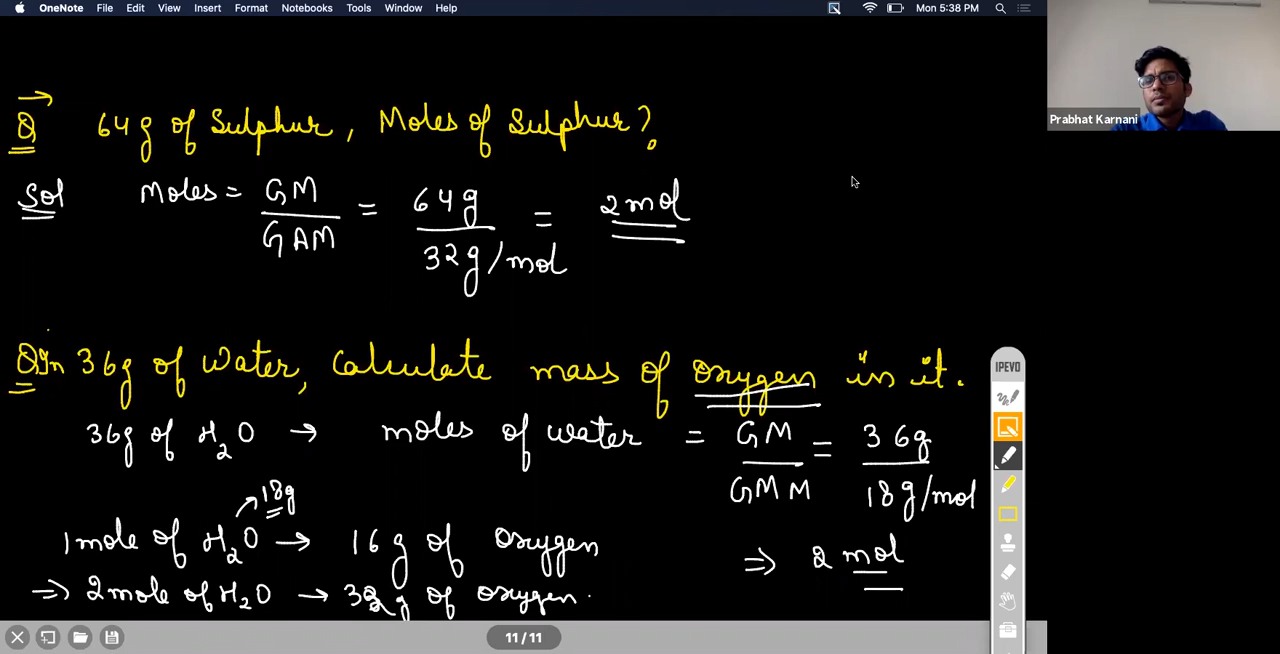 OneNote File Edit View Insert Format Notebooks Tools Window Help Mon 5:38 PM
Prabhat Karnani
Q 64g of Sulphur, Moles of Sulphur?
Sol Moles = GM / GAM = 64g / 32g/mol = 2 mol
IPEVO
Q In 36g of Water, Calculate mass of oxygen in it.
36g of H₂O → moles of water = GM / GMM = 36g / 18g/mol
→ 18g
1 mole of H₂O → 16g of oxygen
⇒ 2 mol
⇒ 2 mole of H₂O → 32g of oxygen.
11 / 11